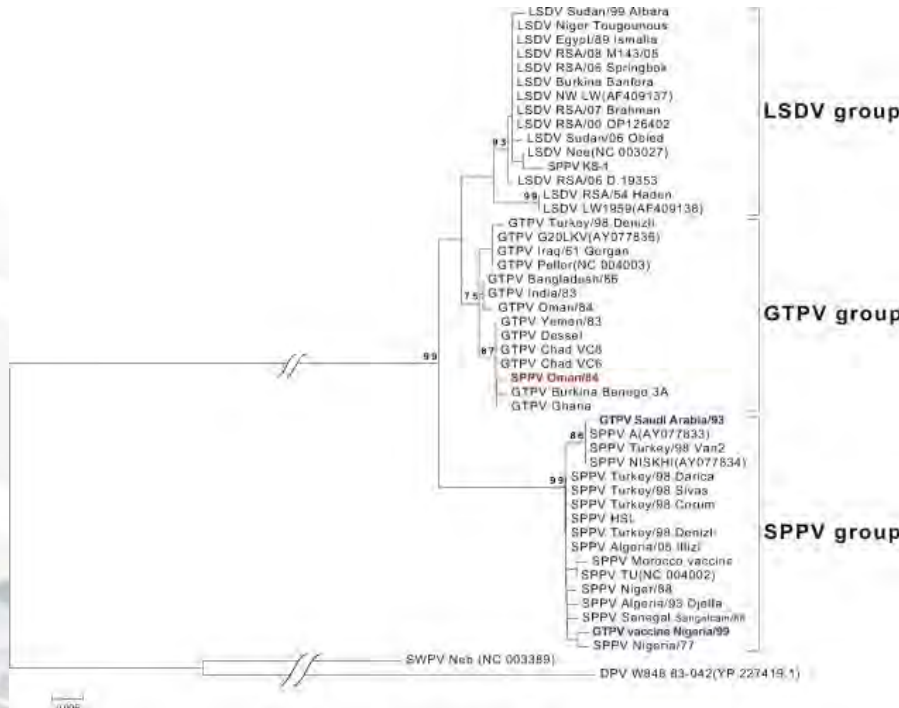 LSDV Sudan/99 Albara
LSDV Niger Tougounous
LSDV Egypt/89 Ismalia
LSDV RSA/08 M143/08
LSDV RSA/06 Springbok
LSDV Burkina Banfora
LSDV NW LW(AF409137)
LSDV RSA/07 Brahman
LSDV RSA/00 OP126402
LSDV Sudan/06 Obied
93
LSDV Nee(NC 003027)
SPPV KS-1
LSDV RSA/06 D.19353
99
LSDV RSA/54 Haden
LSDV LW1959(AF409138)
LSDV group
GTPV Turkey/98 Denizli
GTPV G20LKV(AY077836)
GTPV Iraq/61 Gorgan
GTPV Pellor(NC 004003)
GTPV Bangladesh/86
75
GTPV India/83
GTPV Oman/84
GTPV Yemen/83
GTPV Dessel
87
GTPV Chad VC8
GTPV Chad VC6
99
SPPV Oman/84
GTPV Burkina Banogo 3A
GTPV Ghana
GTPV group
GTPV Saudi Arabia/93
86
SPPV A(AY077833)
SPPV Turkey/98 Van2
SPPV NISKHI(AY077834)
99
SPPV Turkey/98 Darica
SPPV Turkey/98 Sivas
SPPV Turkey/98 Corum
SPPV HSL
SPPV Turkey/98 Denizli
SPPV Algeria/05 Illizi
SPPV Morocco vaccine
SPPV TU(NC 004002)
SPPV Niger/88
SPPV Algeria/93 Djelfa
SPPV Senegal Sangalcam/88
GTPV vaccine Nigeria/99
SPPV Nigeria/77
SPPV group
SWPV Neb (NC 003389)
DPV W848 83-042(YP 227419.1)